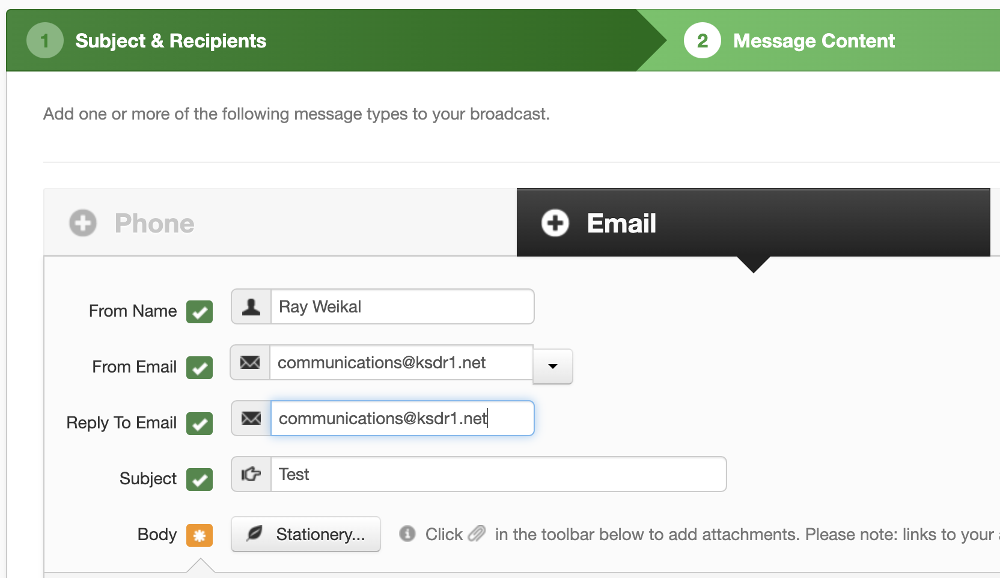 1 Subject & Recipients
2 Message Content
Add one or more of the following message types to your broadcast.
Phone
Email
From Name
Ray Weikal
From Email
communications@ksdr1.net
Reply To Email
communications@ksdr1.net
Subject
Test
Body
Stationery...
Click in the toolbar below to add attachments. Please note: links to your